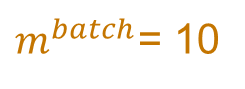 m^batch = 10